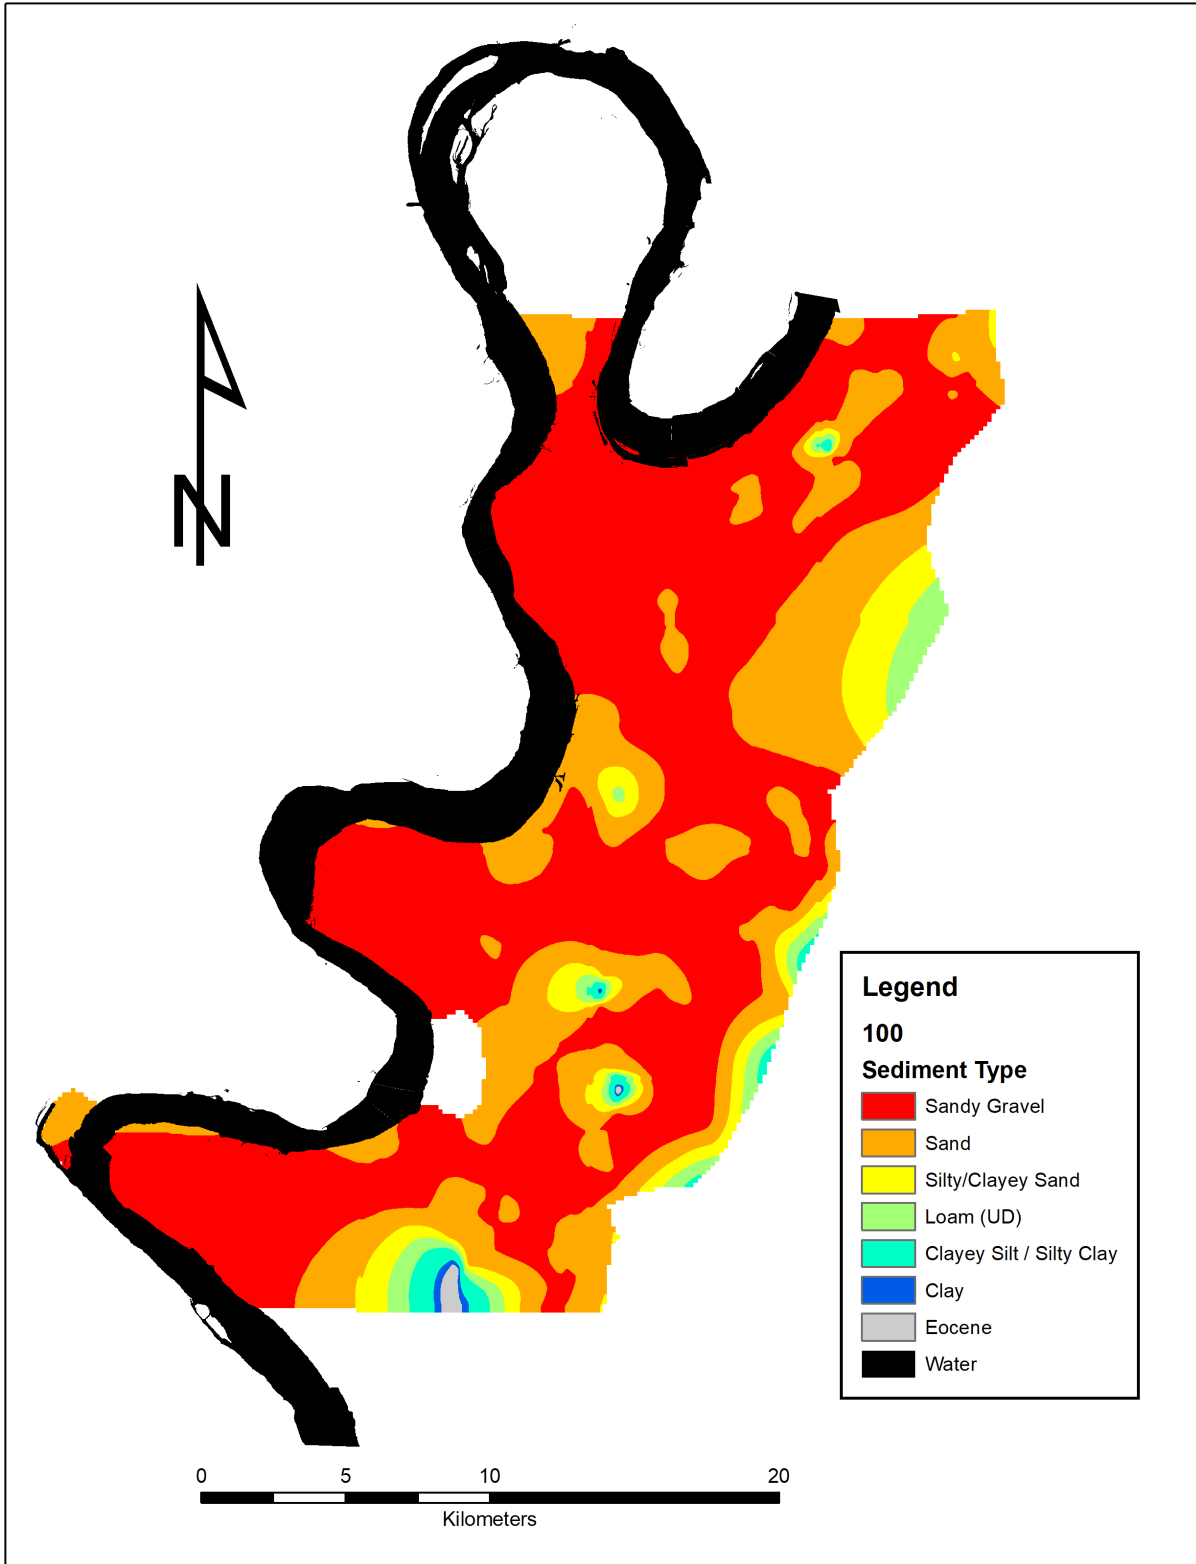 N
Legend
100
Sediment Type
Sandy Gravel
Sand
Silty/Clayey Sand
Loam (UD)
Clayey Silt / Silty Clay
Clay
Eocene
Water
0 5 10 20
Kilometers